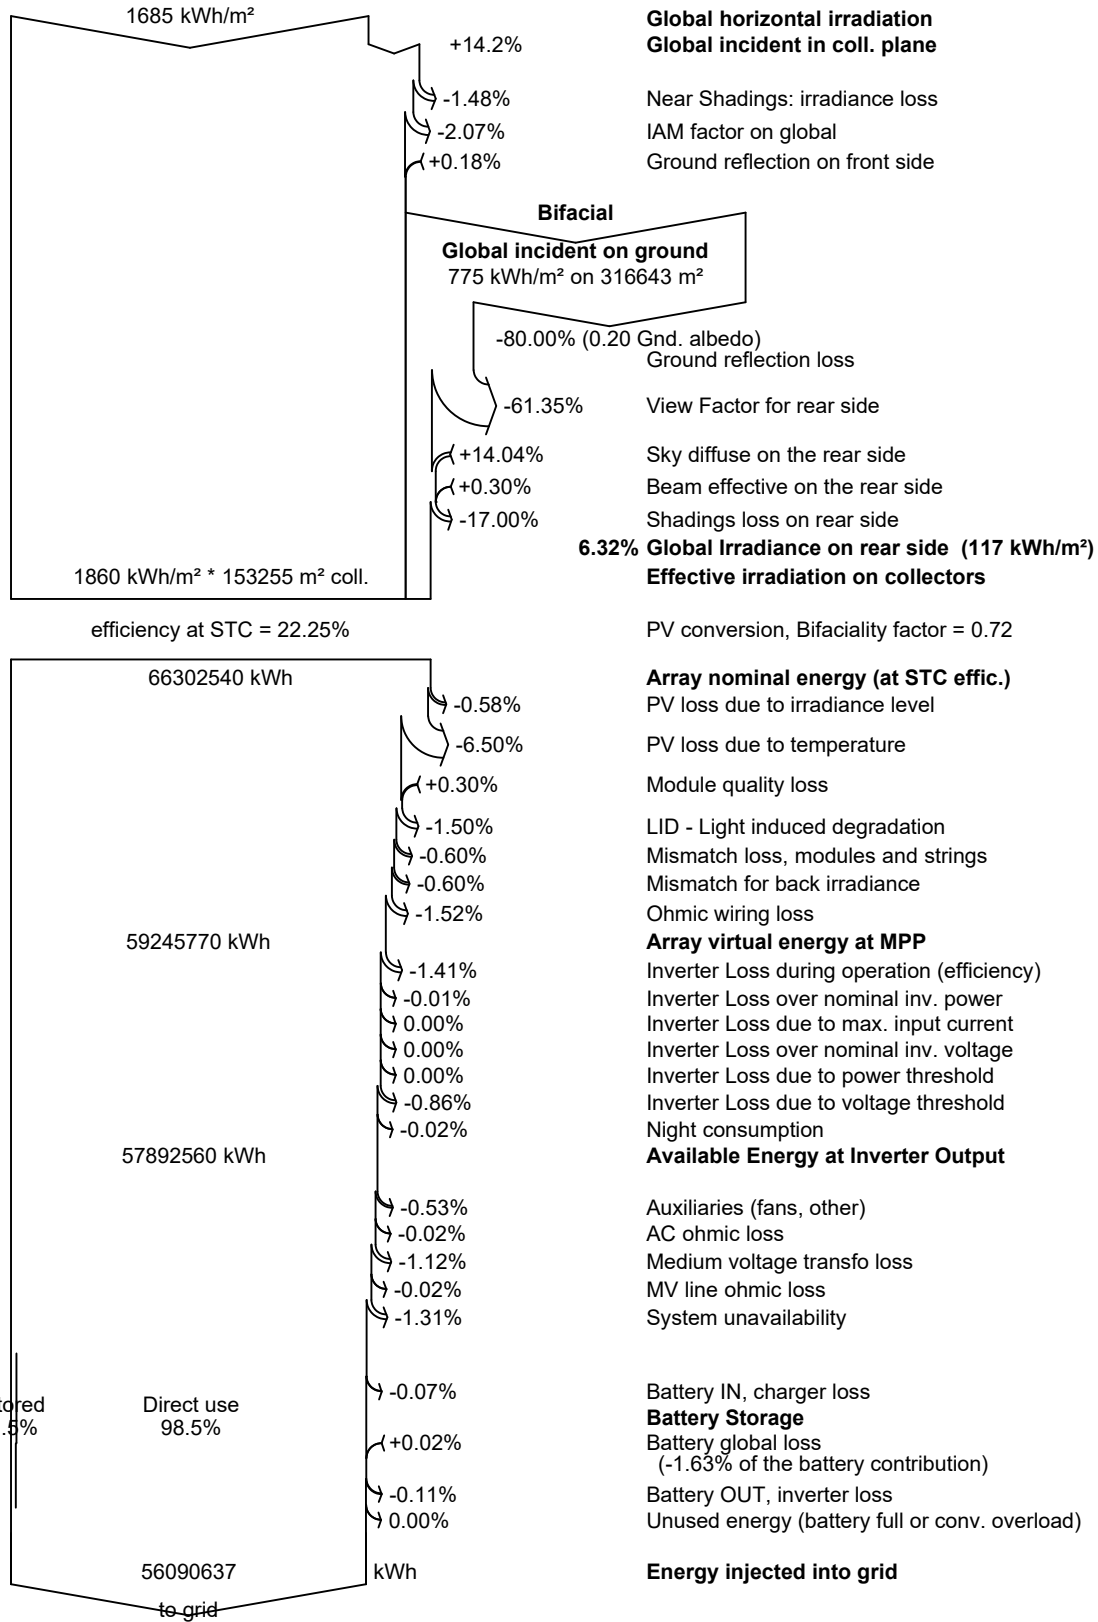 1685 kWh/m² Global horizontal irradiation
+14.2% Global incident in coll. plane
-1.48% Near Shadings: irradiance loss
-2.07% IAM factor on global
+0.18% Ground reflection on front side
Bifacial
Global incident on ground
775 kWh/m² on 316643 m²
-80.00% (0.20 Gnd. albedo)
Ground reflection loss
-61.35% View Factor for rear side
+14.04% Sky diffuse on the rear side
+0.30% Beam effective on the rear side
-17.00% Shadings loss on rear side
6.32% Global Irradiance on rear side (117 kWh/m²)
1860 kWh/m² * 153255 m² coll. Effective irradiation on collectors
efficiency at STC = 22.25% PV conversion, Bifaciality factor = 0.72
66302540 kWh Array nominal energy (at STC effic.)
-0.58% PV loss due to irradiance level
-6.50% PV loss due to temperature
+0.30% Module quality loss
-1.50% LID - Light induced degradation
-0.60% Mismatch loss, modules and strings
-0.60% Mismatch for back irradiance
-1.52% Ohmic wiring loss
59245770 kWh Array virtual energy at MPP
-1.41% Inverter Loss during operation (efficiency)
-0.01% Inverter Loss over nominal inv. power
0.00% Inverter Loss due to max. input current
0.00% Inverter Loss over nominal inv. voltage
0.00% Inverter Loss due to power threshold
-0.86% Inverter Loss due to voltage threshold
-0.02% Night consumption
57892560 kWh Available Energy at Inverter Output
-0.53% Auxiliaries (fans, other)
-0.02% AC ohmic loss
-1.12% Medium voltage transfo loss
-0.02% MV line ohmic loss
-1.31% System unavailability
-0.07% Battery IN, charger loss
tored Direct use Battery Storage
.5% 98.5%
+0.02% Battery global loss
(-1.63% of the battery contribution)
-0.11% Battery OUT, inverter loss
0.00% Unused energy (battery full or conv. overload)
56090637 kWh Energy injected into grid
to grid